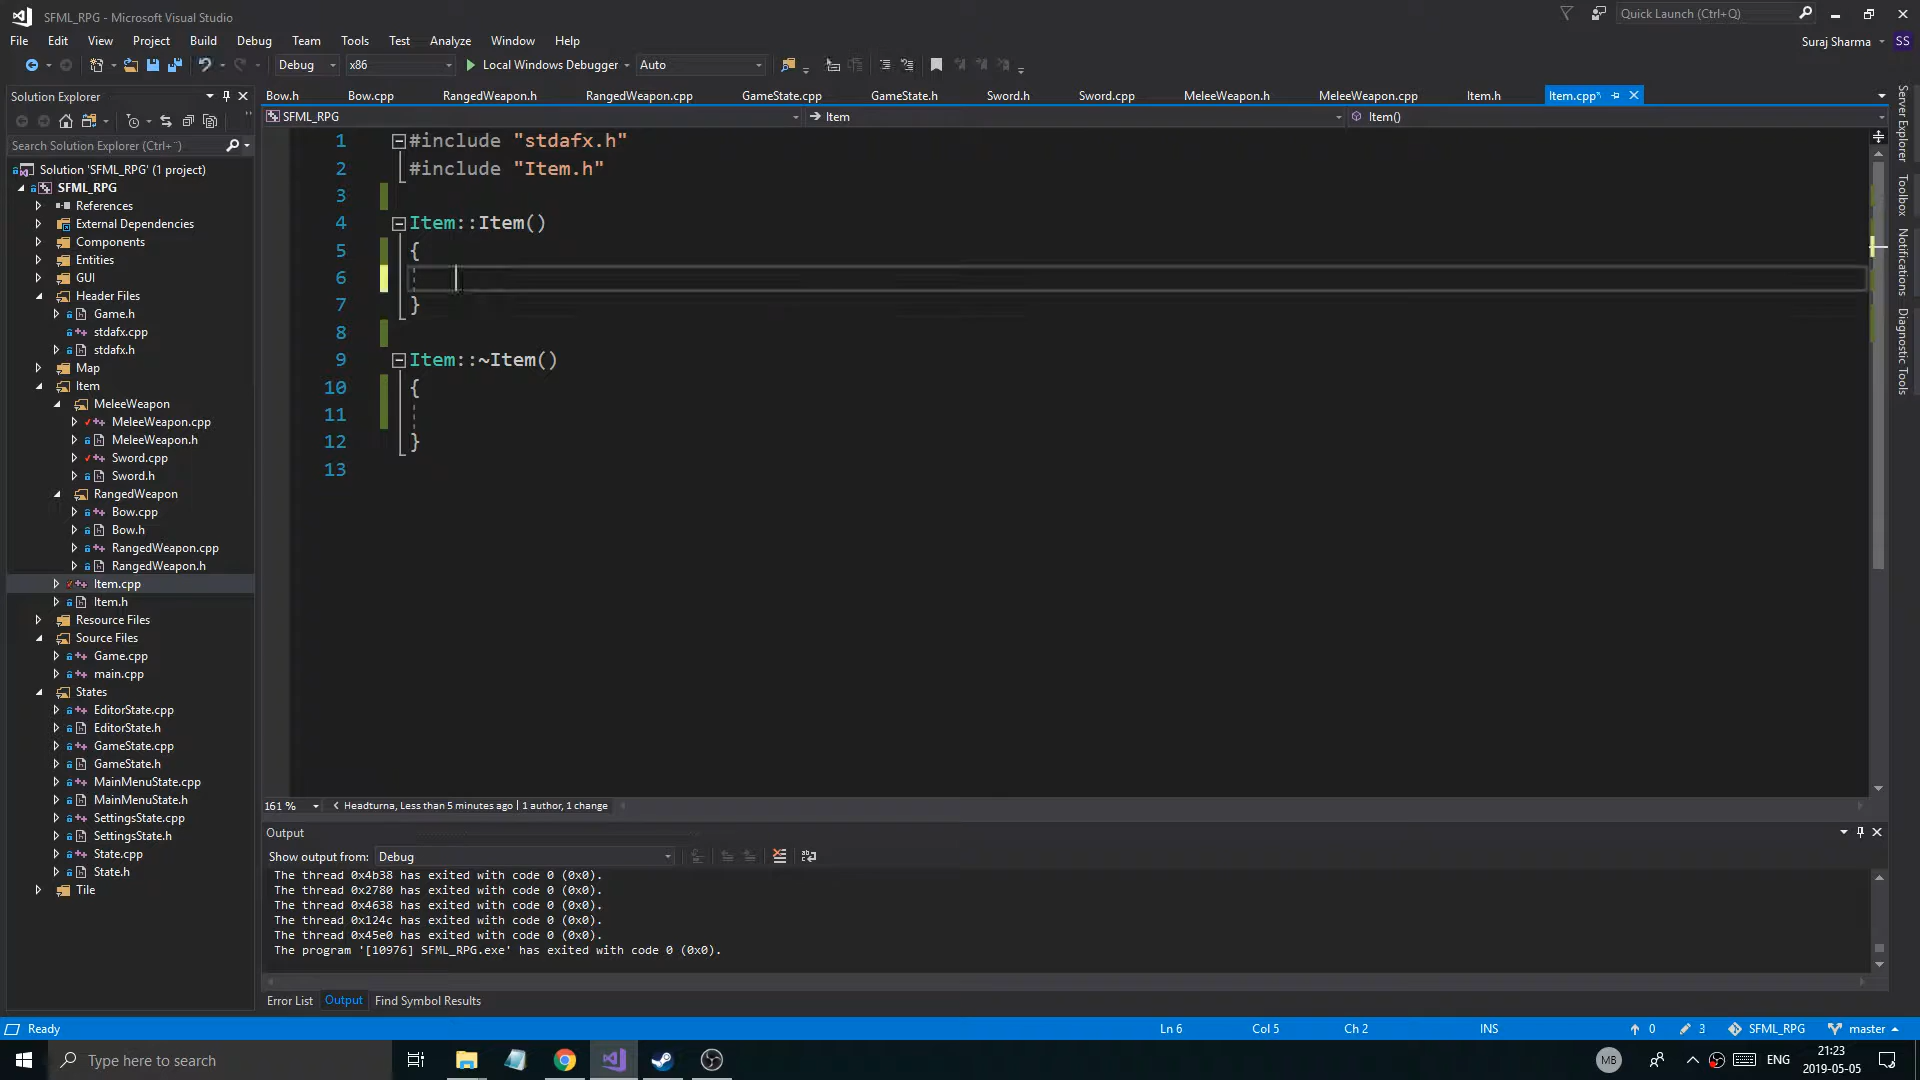 SFML_RPG - Microsoft Visual Studio
Quick Launch (Ctrl+Q)
File Edit View Project Build Debug Team Tools Test Analyze Window Help
Suraj Sharma SS
Debug x86 Local Windows Debugger Auto
Solution Explorer
Bow.h Bow.cpp RangedWeapon.h RangedWeapon.cpp GameState.cpp GameState.h Sword.h Sword.cpp MeleeWeapon.h MeleeWeapon.cpp Item.h Item.cpp*
SFML_RPG Item Item()
Search Solution Explorer (Ctrl+¨)
Solution 'SFML_RPG' (1 project)
SFML_RPG
References
External Dependencies
Components
Entities
GUI
Header Files
Game.h
stdafx.cpp
stdafx.h
Map
Item
MeleeWeapon
MeleeWeapon.cpp
MeleeWeapon.h
Sword.cpp
Sword.h
RangedWeapon
Bow.cpp
Bow.h
RangedWeapon.cpp
RangedWeapon.h
Item.cpp
Item.h
Resource Files
Source Files
Game.cpp
main.cpp
States
EditorState.cpp
EditorState.h
GameState.cpp
GameState.h
MainMenuState.cpp
MainMenuState.h
SettingsState.cpp
SettingsState.h
State.cpp
State.h
Tile
1 #include "stdafx.h"
2 #include "Item.h"
3
4 Item::Item()
5 {
6
7 }
8
9 Item::~Item()
10 {
11
12 }
13
Server Explorer
Toolbox
Notifications
Diagnostic Tools
161 % Headturna, Less than 5 minutes ago | 1 author, 1 change
Output
Show output from: Debug
The thread 0x4b38 has exited with code 0 (0x0).
The thread 0x2780 has exited with code 0 (0x0).
The thread 0x4638 has exited with code 0 (0x0).
The thread 0x124c has exited with code 0 (0x0).
The thread 0x45e0 has exited with code 0 (0x0).
The program '[10976] SFML_RPG.exe' has exited with code 0 (0x0).
Error List Output Find Symbol Results
Ready Ln 6 Col 5 Ch 2 INS 0 3 SFML_RPG master
Type here to search
MB ENG 21:23
2019-05-05